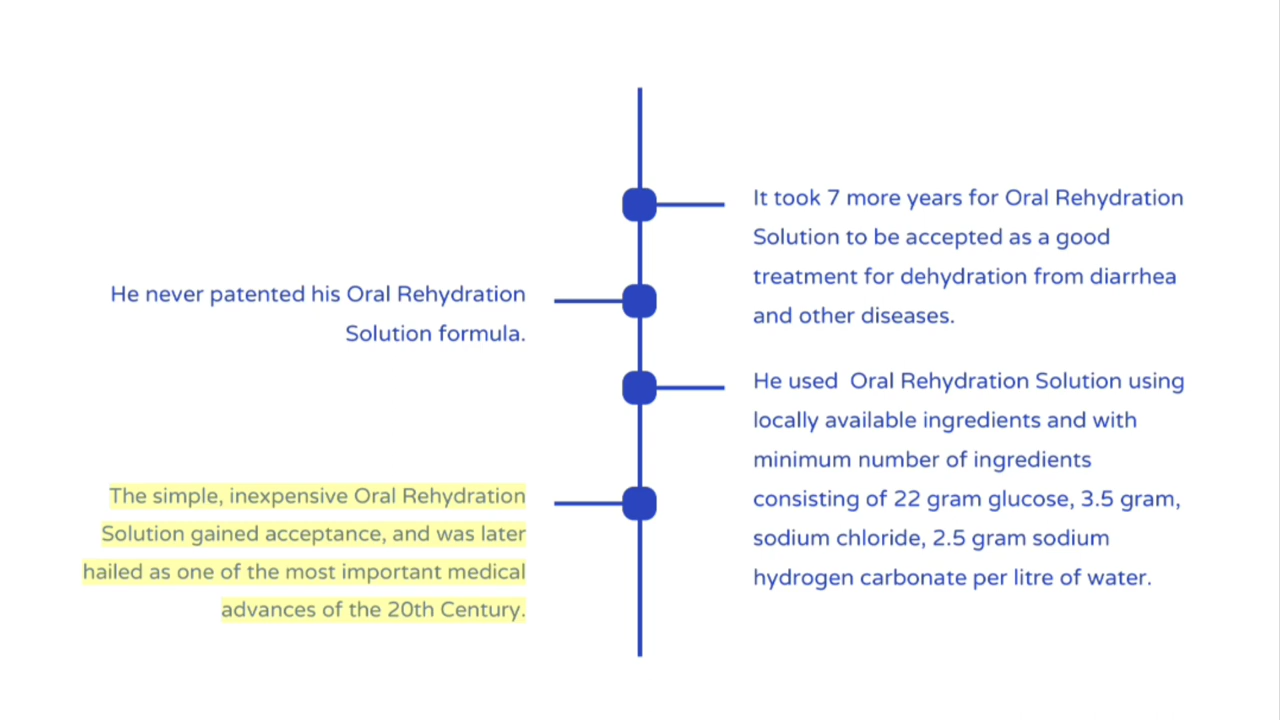 It took 7 more years for Oral Rehydration
Solution to be accepted as a good
treatment for dehydration from diarrhea
and other diseases.
He never patented his Oral Rehydration
Solution formula.
He used  Oral Rehydration Solution using
locally available ingredients and with
minimum number of ingredients
consisting of 22 gram glucose, 3.5 gram,
sodium chloride, 2.5 gram sodium
hydrogen carbonate per litre of water.
The simple, inexpensive Oral Rehydration
Solution gained acceptance, and was later
hailed as one of the most important medical
advances of the 20th Century.